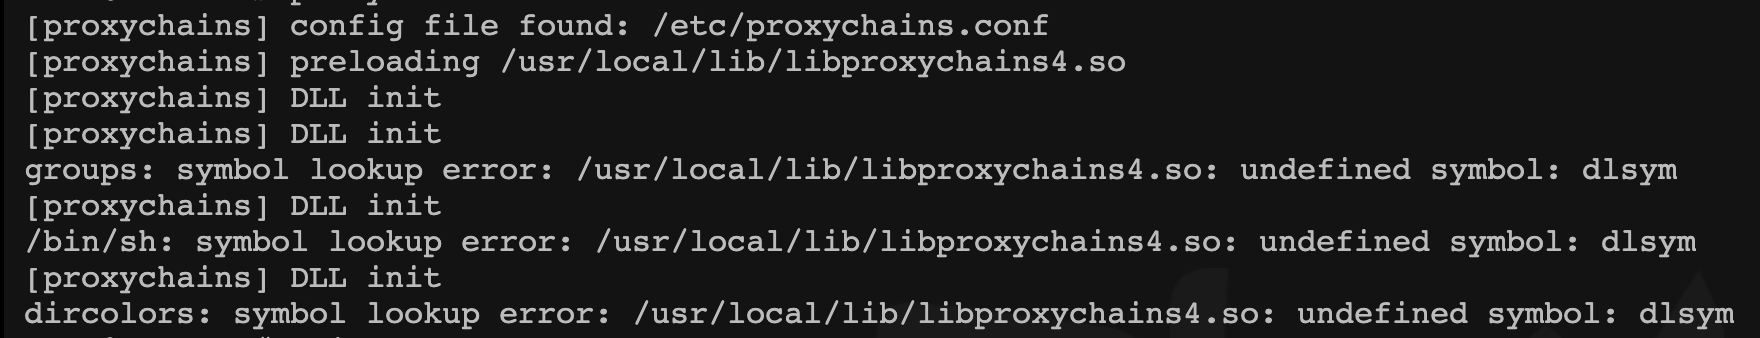 [proxychains] config file found: /etc/proxychains.conf
[proxychains] preloading /usr/local/lib/libproxychains4.so
[proxychains] DLL init
[proxychains] DLL init
groups: symbol lookup error: /usr/local/lib/libproxychains4.so: undefined symbol: dlsym
[proxychains] DLL init
/bin/sh: symbol lookup error: /usr/local/lib/libproxychains4.so: undefined symbol: dlsym
[proxychains] DLL init
dircolors: symbol lookup error: /usr/local/lib/libproxychains4.so: undefined symbol: dlsym